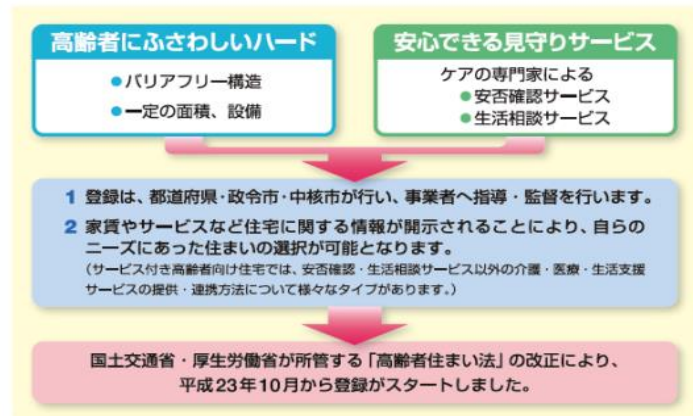 高齢者にふさわしいハード
●バリアフリー構造
●一定の面積、設備
安心できる見守りサービス
ケアの専門家による
●安否確認サービス
●生活相談サービス
1 登録は、都道府県・政令市・中核市が行い、事業者へ指導・監督を行います。
2 家賃やサービスなど住宅に関する情報が開示されることにより、自らの
ニーズにあった住まいの選択が可能となります。
(サービス付き高齢者向け住宅では、安否確認・生活相談サービス以外の介護・医療・生活支援
サービスの提供・連携方法について様々なタイプがあります。)
国土交通省・厚生労働省が所管する「高齢者住まい法」の改正により、
平成23年10月から登録がスタートしました。